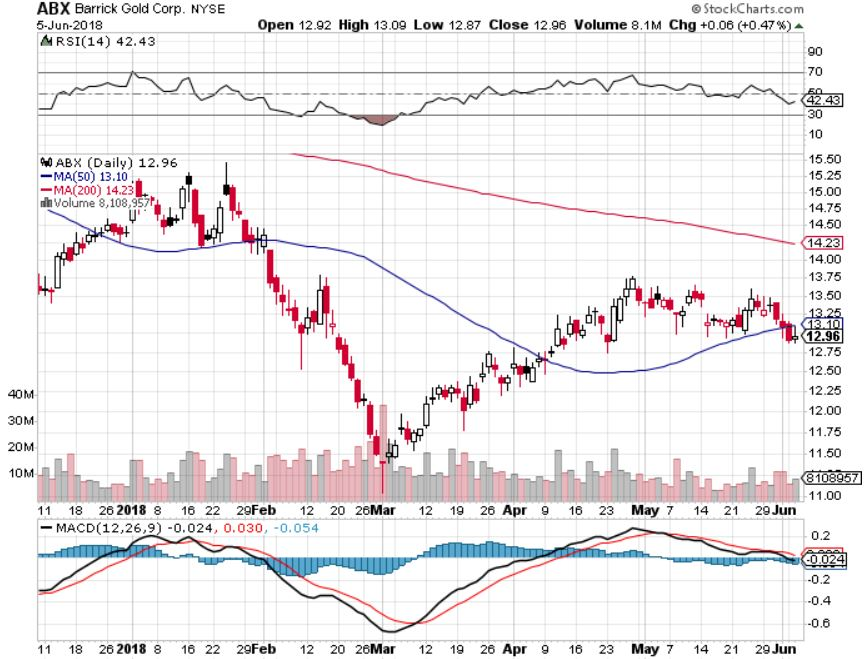 ABX Barrick Gold Corp. NYSE © StockCharts.com
5-Jun-2018 Open 12.92 High 13.09 Low 12.87 Close 12.96 Volume 8.1M Chg +0.06 (+0.47%)
RSI(14) 42.43
90
70
50
42.43
30
10
ABX (Daily) 12.96
MA(50) 13.10
MA(200) 14.23
Volume 8,108,957
15.50
15.25
15.00
14.75
14.50
14.23
14.00
13.75
13.50
13.25
13.10
12.96
12.75
12.50
12.25
12.00
11.75
11.50
11.00
40M
30M
20M
10M
8108957
11 18 26 2018 8 16 22 29 Feb 12 20 26 Mar 12 19 26 Apr 9 16 23 May 7 14 21 29 Jun
MACD(12,26,9) -0.024, 0.030, -0.054
0.2
-0.024
-0.2
-0.4
-0.6
11 18 26 2018 8 16 22 29 Feb 12 20 26 Mar 12 19 26 Apr 9 16 23 May 7 14 21 29 Jun